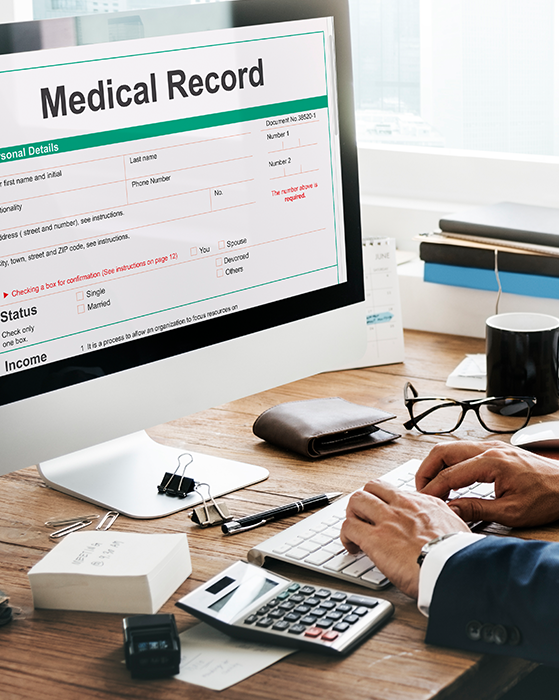 Medical Record
rsonal Details
Document No 38520-1
r first name and initial
Last name
Number 1
tionality
Phone Number
Number 2
ddress ( street and number), see instructions.
No.
The number above is
required.
City, town, street and ZIP code, see instructions.
Checking a box for confirmation (See instructions on page 12)
You
Spouse
Divorced
Others
Status
Check only
one box.
Single
Married
Income
1. It is a process to allow an organization to focus resources on
JUNE
MEETING